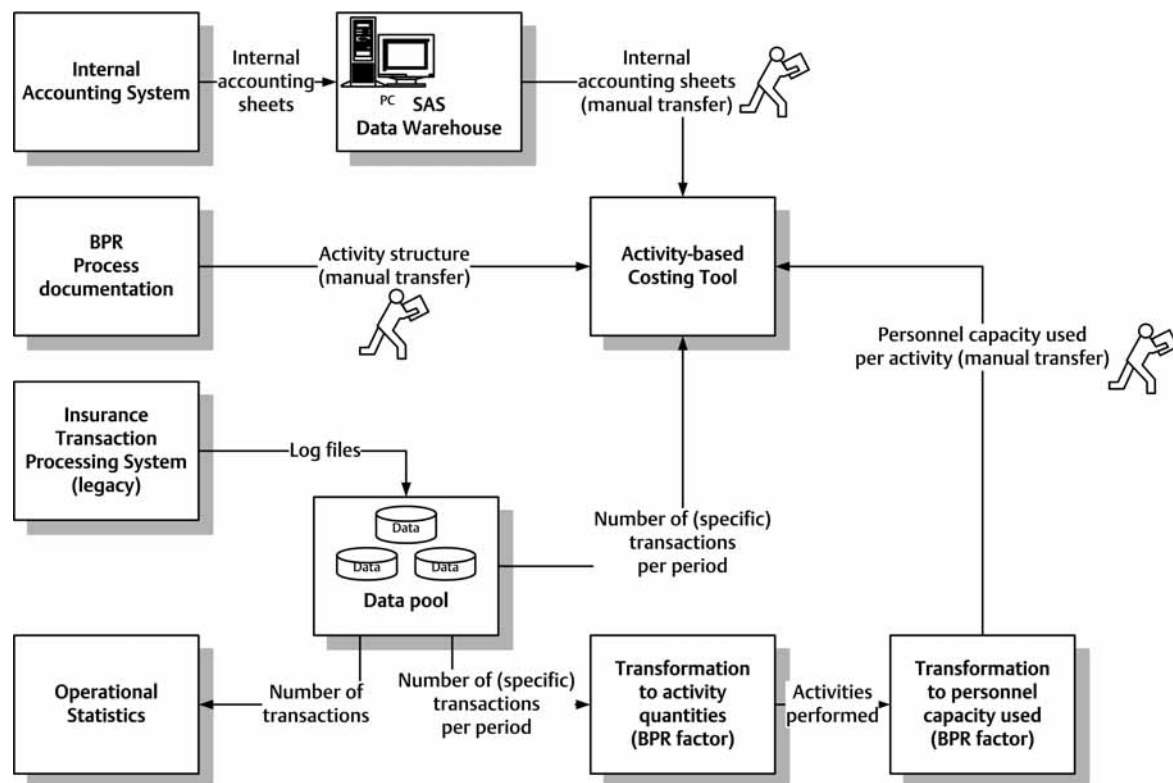 Internal
Accounting System
Internal
accounting
sheets
PC
SAS
Data Warehouse
Internal
accounting sheets
(manual transfer)
BPR
Process
documentation
Activity structure
(manual transfer)
Activity-based
Costing Tool
Personnel capacity used
per activity (manual transfer)
Insurance
Transaction
Processing System
(legacy)
Log files
Data
Data
Data
Data pool
Number of (specific)
transactions
per period
Operational
Statistics
Number of
transactions
Number of (specific)
transactions
per period
Transformation
to activity
quantities
(BPR factor)
Activities
performed
Transformation
to personnel
capacity used
(BPR factor)